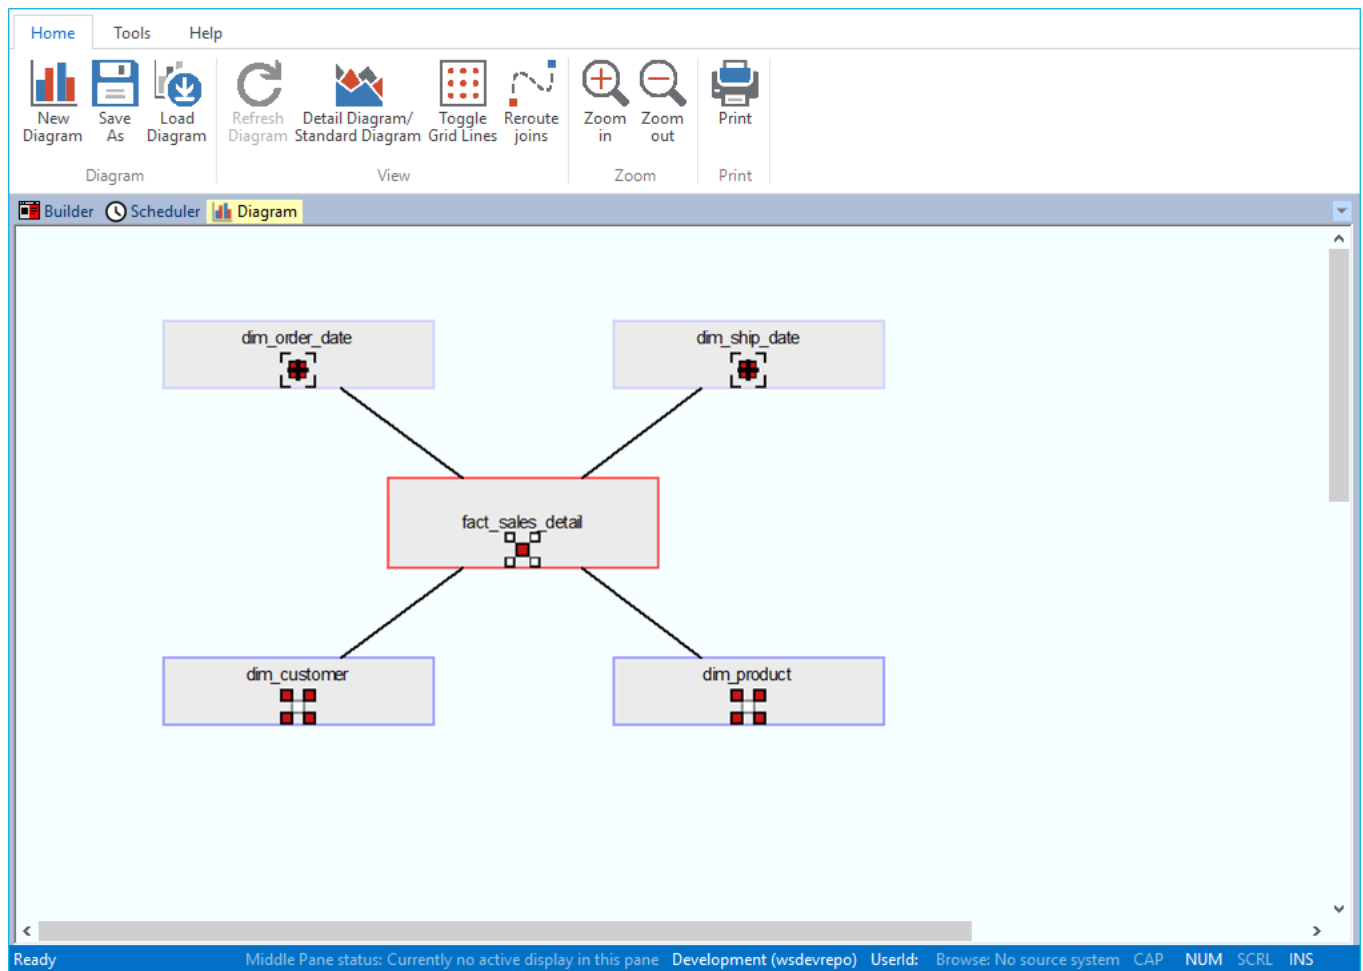 Home Tools Help
New Diagram
Save As
Load Diagram
Refresh Diagram
Detail Diagram/ Standard Diagram
Toggle Grid Lines
Reroute joins
Zoom in
Zoom out
Print
Diagram View Zoom Print
Builder Scheduler Diagram
dim_order_date dim_ship_date
fact_sales_detail
dim_customer dim_product
Ready Middle Pane status: Currently no active display in this pane Development (wsdevrepo) UserId: Browse: No source system CAP NUM SCRL INS